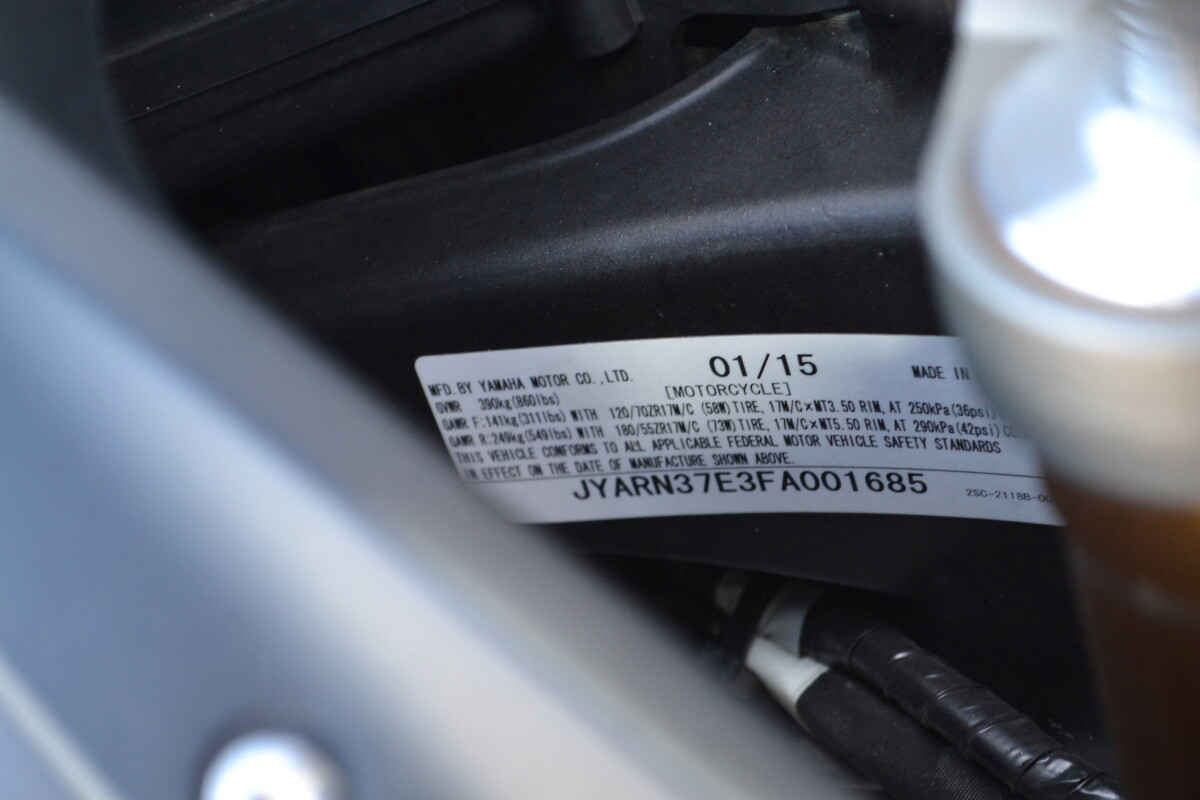 01/15
MFD. BY YAMAHA MOTOR CO., LTD. MADE IN
[MOTORCYCLE]
GVWR 390kg(860lbs)
GAWR F:141kg(311lbs) WITH 120/70ZR17M/C (58W) TIRE, 17M/C×MT3.50 RIM, AT 250kPa(36psi)
GAWR R:249kg(549lbs) WITH 180/55ZR17M/C (73W) TIRE, 17M/C×MT5.50 RIM, AT 290kPa(42psi)
THIS VEHICLE CONFORMS TO ALL APPLICABLE FEDERAL MOTOR VEHICLE SAFETY STANDARDS
IN EFFECT ON THE DATE OF MANUFACTURE SHOWN ABOVE.
JYARN37E3FA001685
2SC-2118B-